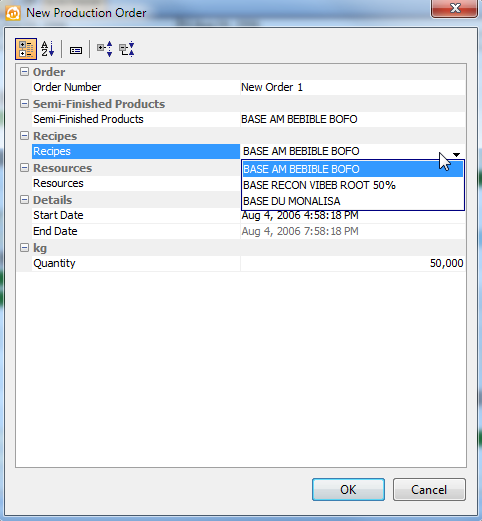 New Production Order
Order
Order Number New Order 1
Semi-Finished Products
Semi-Finished Products BASE AM BEBIBLE BOFO
Recipes
Recipes BASE AM BEBIBLE BOFO
BASE AM BEBIBLE BOFO
Resources
BASE RECON VIBEB ROOT 50%
Resources
BASE DU MONALISA
Details
Start Date Aug 4, 2006 4:58:18 PM
End Date Aug 4, 2006 7:58:18 PM
kg
Quantity 50,000
OK Cancel